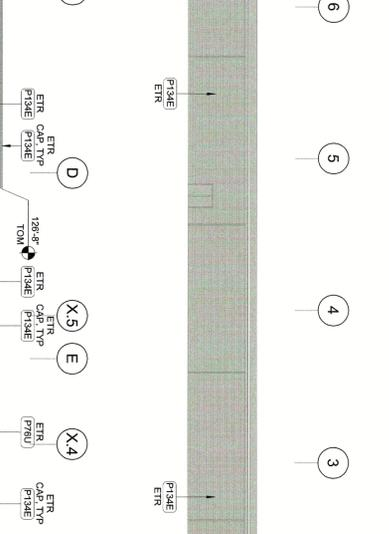 6
5
4
3
P134E
ETR
P134E
ETR
ETR
P134E
ETR
CAP, TYP
P134E
D
126'-8"
TOM
ETR
P134E
X.5
ETR
CAP, TYP
P134E
E
ETR
P76U
X.4
ETR
CAP, TYP
P134E